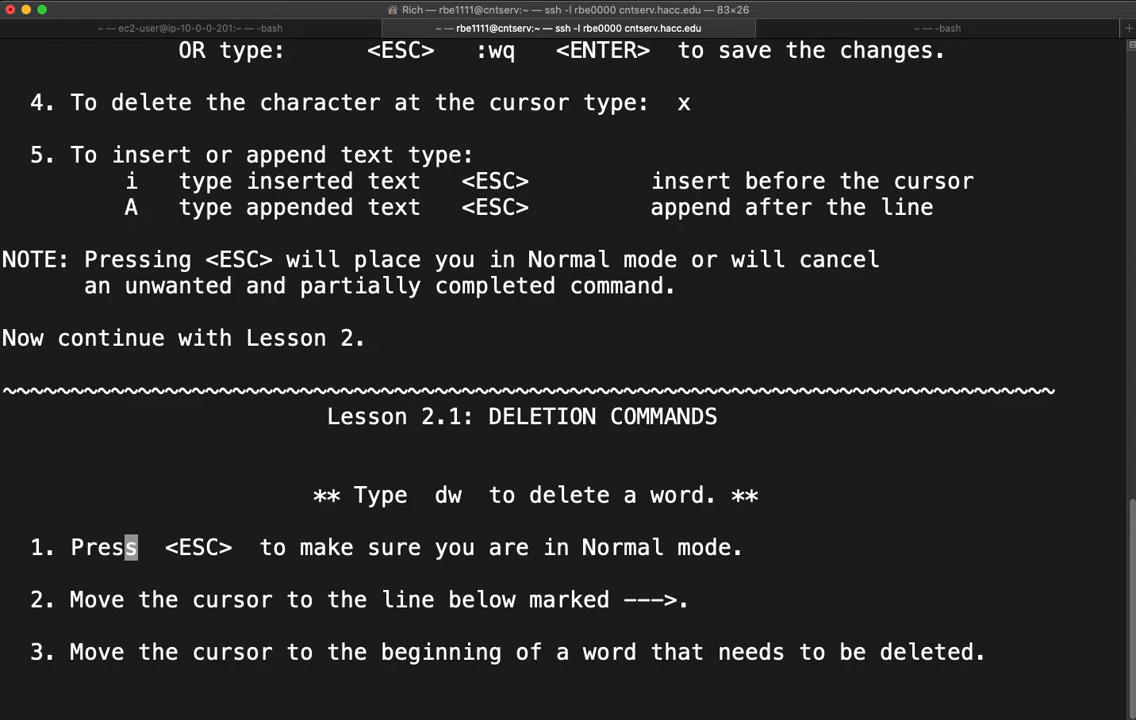 Rich — rbe1111@cntserv:~ — ssh -l rbe0000 cntserv.hacc.edu — 83×26
~ — ec2-user@ip-10-0-0-201:~ — -bash
~ — rbe1111@cntserv:~ — ssh -l rbe0000 cntserv.hacc.edu
~ — -bash
OR type: <ESC> :wq <ENTER> to save the changes.
4. To delete the character at the cursor type: x
5. To insert or append text type:
i type inserted text <ESC> insert before the cursor
A type appended text <ESC> append after the line
NOTE: Pressing <ESC> will place you in Normal mode or will cancel
an unwanted and partially completed command.
Now continue with Lesson 2.
~~~~~~~~~~~~~~~~~~~~~~~~~~~~~~~~~~~~~~~~~~~~~~~~~~~~~~~~~~~~~~~~~~~~~~~~~~~~~~
Lesson 2.1: DELETION COMMANDS
** Type dw to delete a word. **
1. Press <ESC> to make sure you are in Normal mode.
2. Move the cursor to the line below marked --->.
3. Move the cursor to the beginning of a word that needs to be deleted.